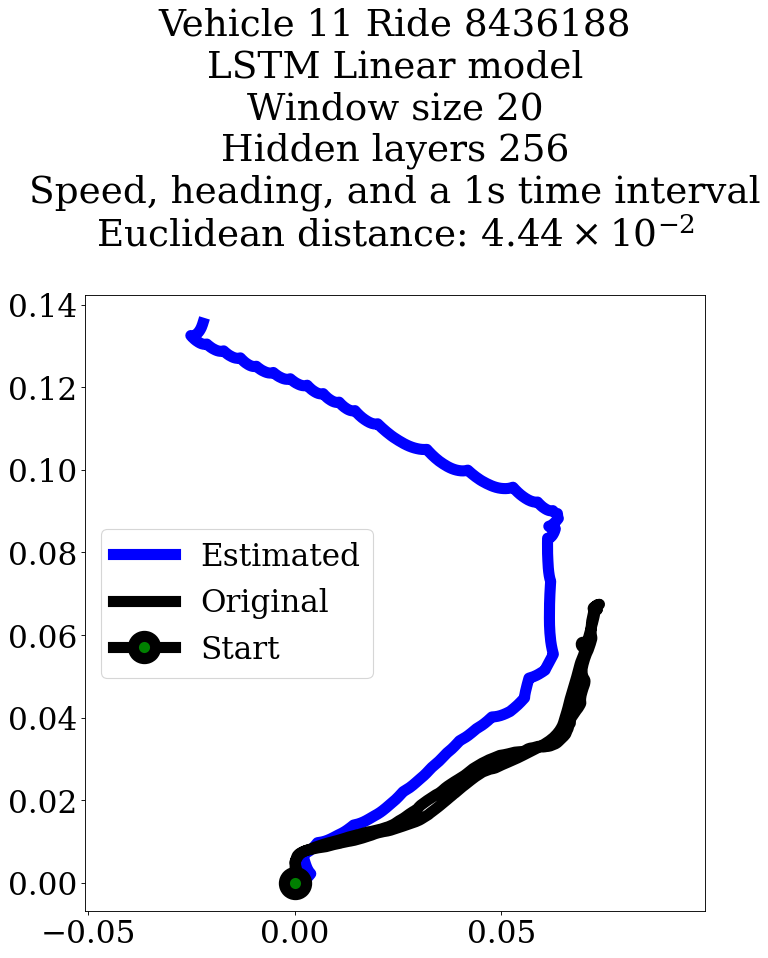 Vehicle 11 Ride 8436188
LSTM Linear model
Window size 20
Hidden layers 256
Speed, heading, and a 1s time interval
Euclidean distance: 4.44 × 10⁻²
0.14
0.12
0.10
0.08
0.06
0.04
0.02
0.00
Estimated
Original
Start
−0.05 0.00 0.05